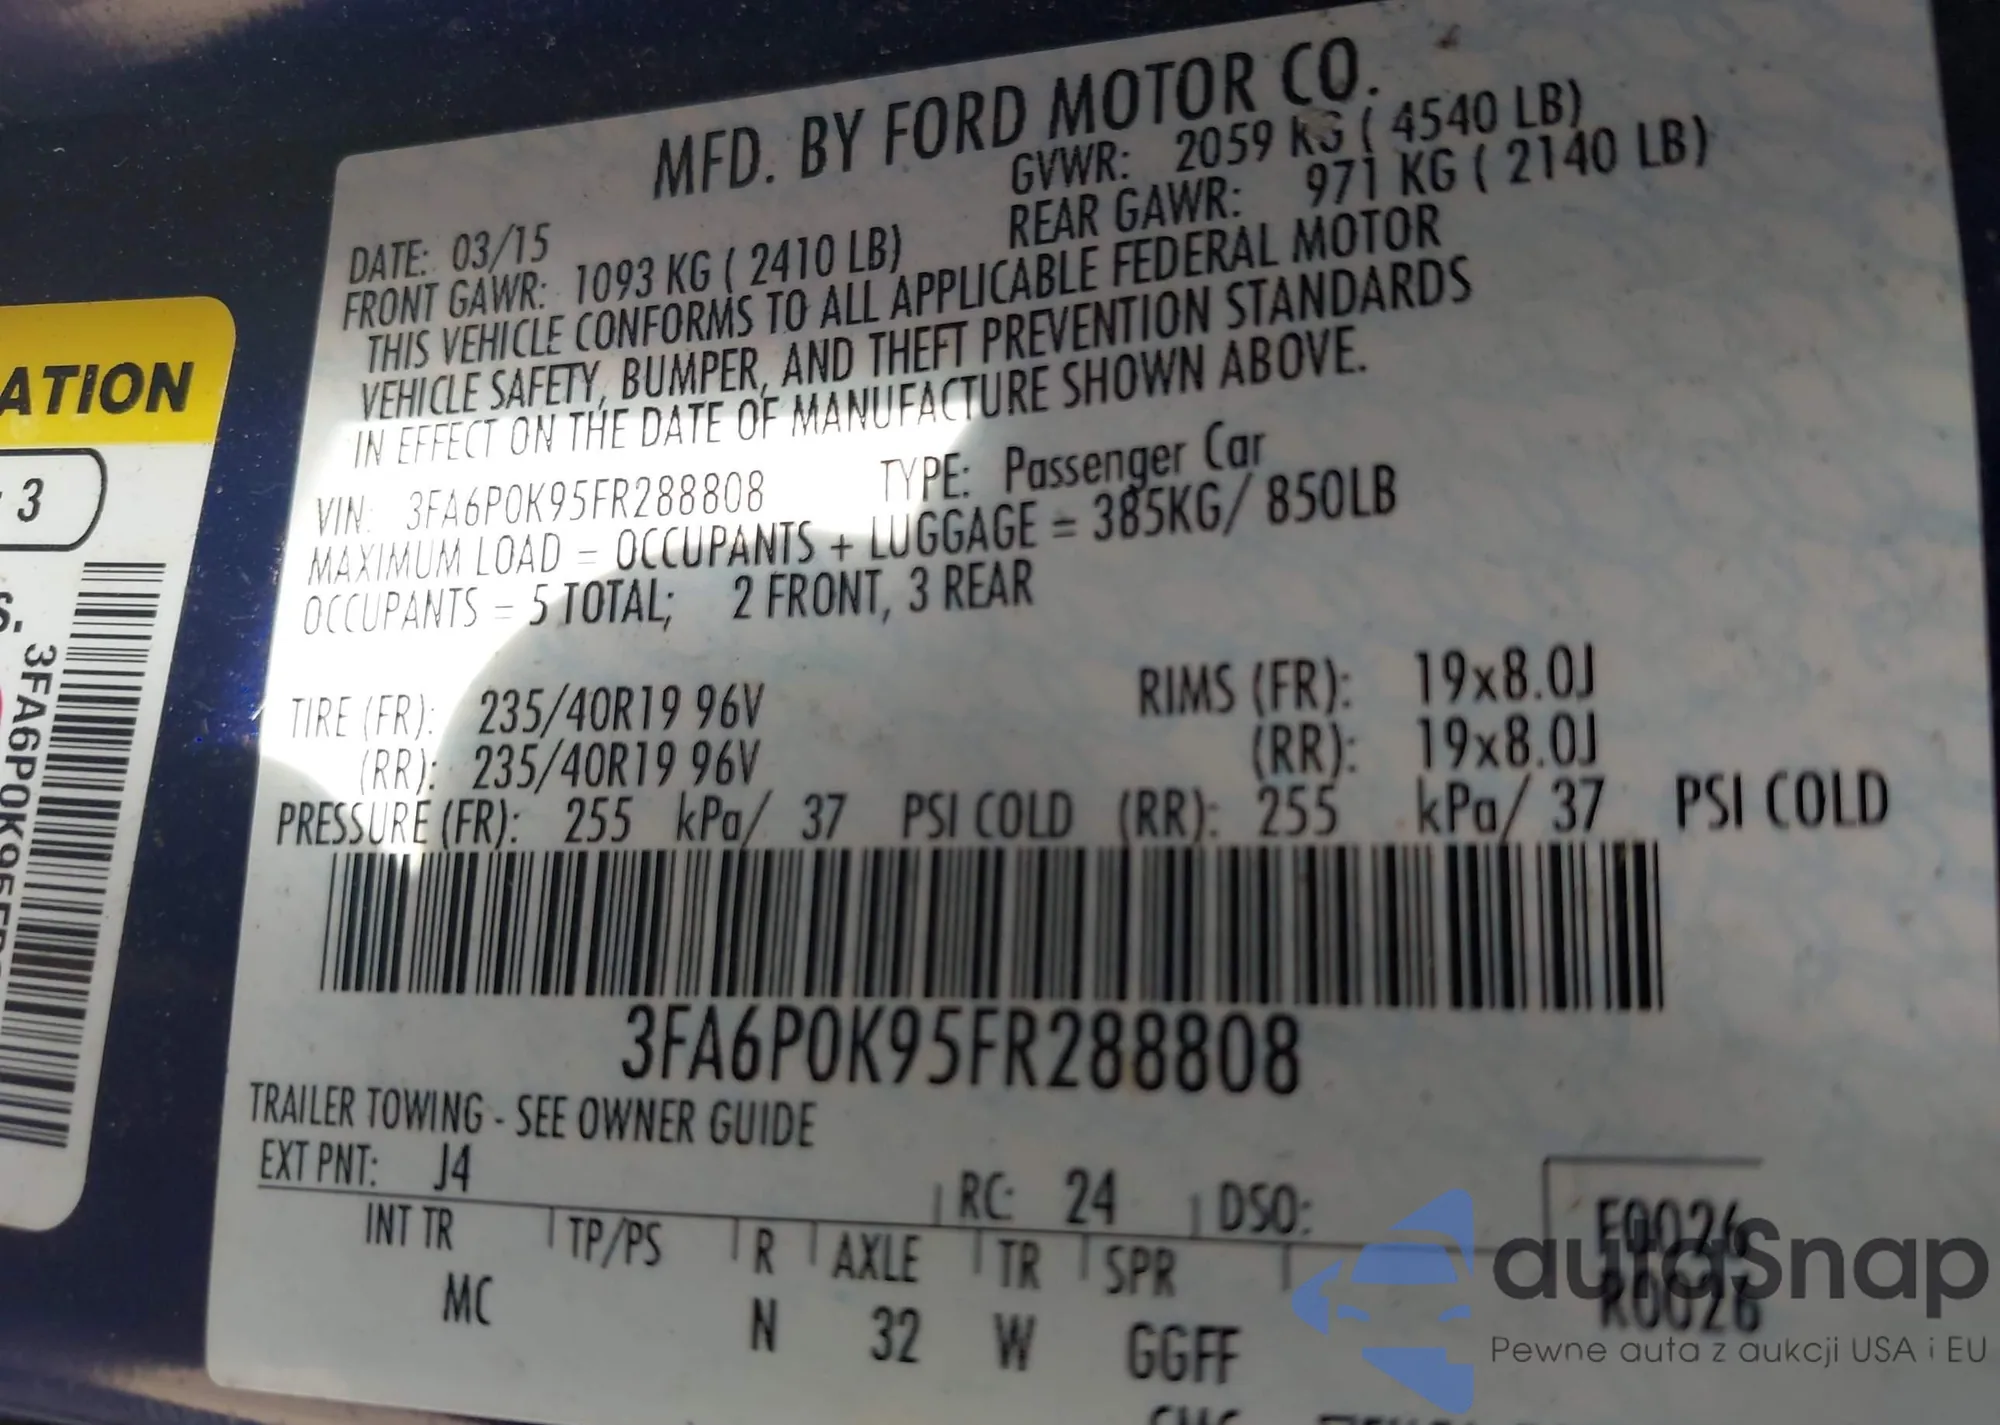 MFD. BY FORD MOTOR CO.
DATE: 03/15
GVWR: 2059 KG ( 4540 LB)
FRONT GAWR: 1093 KG ( 2410 LB)
REAR GAWR: 971 KG ( 2140 LB)
THIS VEHICLE CONFORMS TO ALL APPLICABLE FEDERAL MOTOR
VEHICLE SAFETY, BUMPER, AND THEFT PREVENTION STANDARDS
IN EFFECT ON THE DATE OF MANUFACTURE SHOWN ABOVE.
VIN: 3FA6P0K95FR288808 TYPE: Passenger Car
MAXIMUM LOAD = OCCUPANTS + LUGGAGE = 385KG/ 850LB
OCCUPANTS = 5 TOTAL; 2 FRONT, 3 REAR
TIRE (FR): 235/40R19 96V RIMS (FR): 19x8.0J
(RR): 235/40R19 96V (RR): 19x8.0J
PRESSURE (FR): 255 kPa/ 37 PSI COLD (RR): 255 kPa/ 37 PSI COLD
3FA6P0K95FR288808
TRAILER TOWING - SEE OWNER GUIDE
EXT PNT: J4 RC: 24 DSO:
INT TR TP/PS R AXLE TR SPR
MC N 32 W GGFF
F0026
R0026
ATION
3
S.
3FA6P0K95F
autaSnap
Pewne auta z aukcji USA i EU